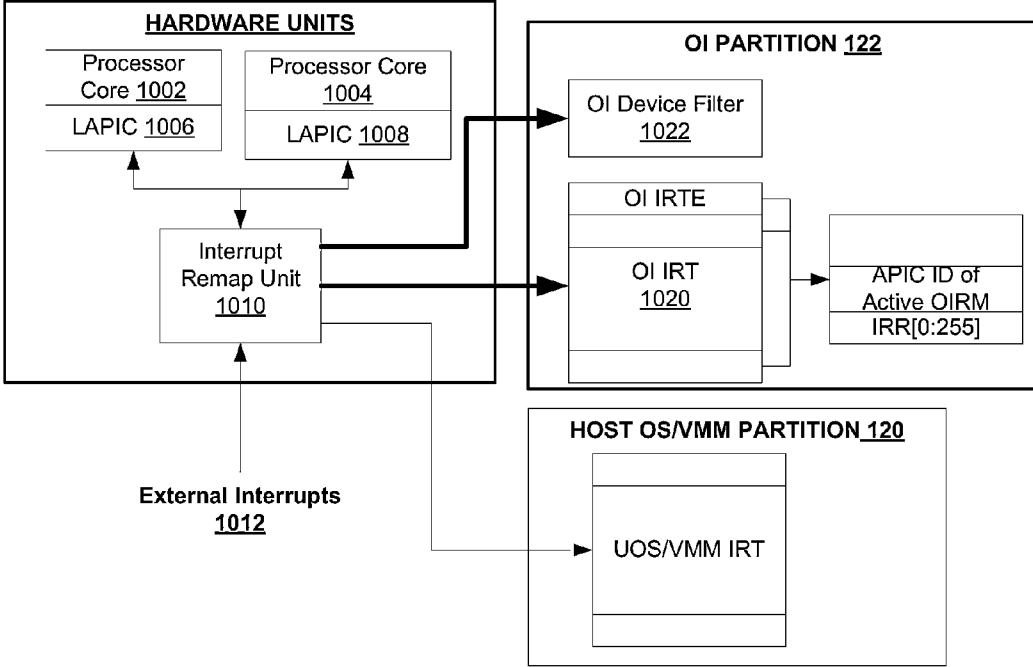 HARDWARE UNITS
Processor
Core 1002
LAPIC 1006
Processor Core
1004
LAPIC 1008
Interrupt
Remap Unit
1010
External Interrupts
1012
OI PARTITION 122
OI Device Filter
1022
OI IRTE
OI IRT
1020
APIC ID of
Active OIRM
IRR[0:255]
HOST OS/VMM PARTITION 120
UOS/VMM IRT